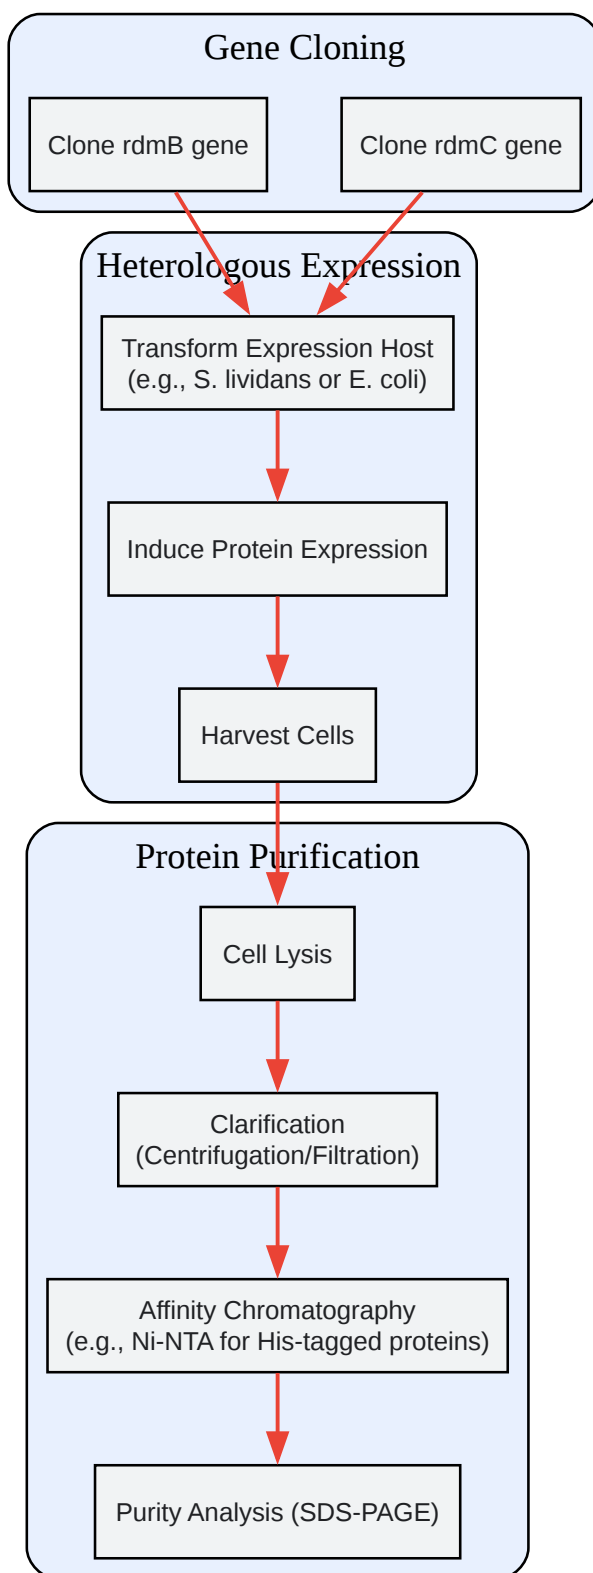 Gene Cloning
Clone rdmB gene
Clone rdmC gene
Heterologous Expression
Transform Expression Host
(e.g., S. lividans or E. coli)
Induce Protein Expression
Harvest Cells
Protein Purification
Cell Lysis
Clarification
(Centrifugation/Filtration)
Affinity Chromatography
(e.g., Ni-NTA for His-tagged proteins)
Purity Analysis (SDS-PAGE)